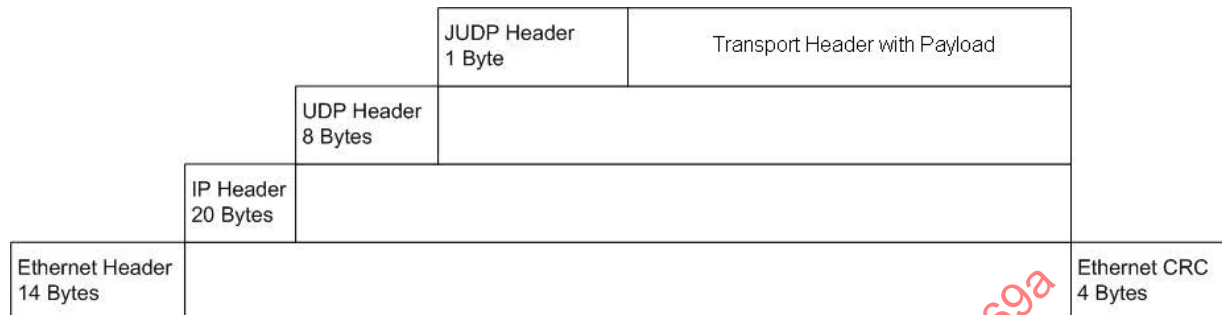 JUDP Header
1 Byte
Transport Header with Payload
UDP Header
8 Bytes
IP Header
20 Bytes
Ethernet Header
14 Bytes
Ethernet CRC
4 Bytes
69a